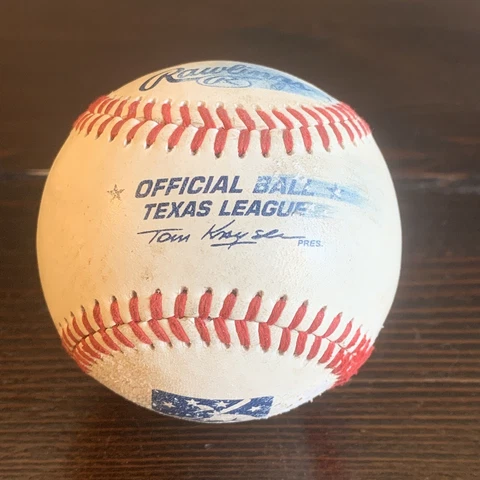 Rawlings
OFFICIAL BALL
TEXAS LEAGUE
Tom Kayser
PRES.